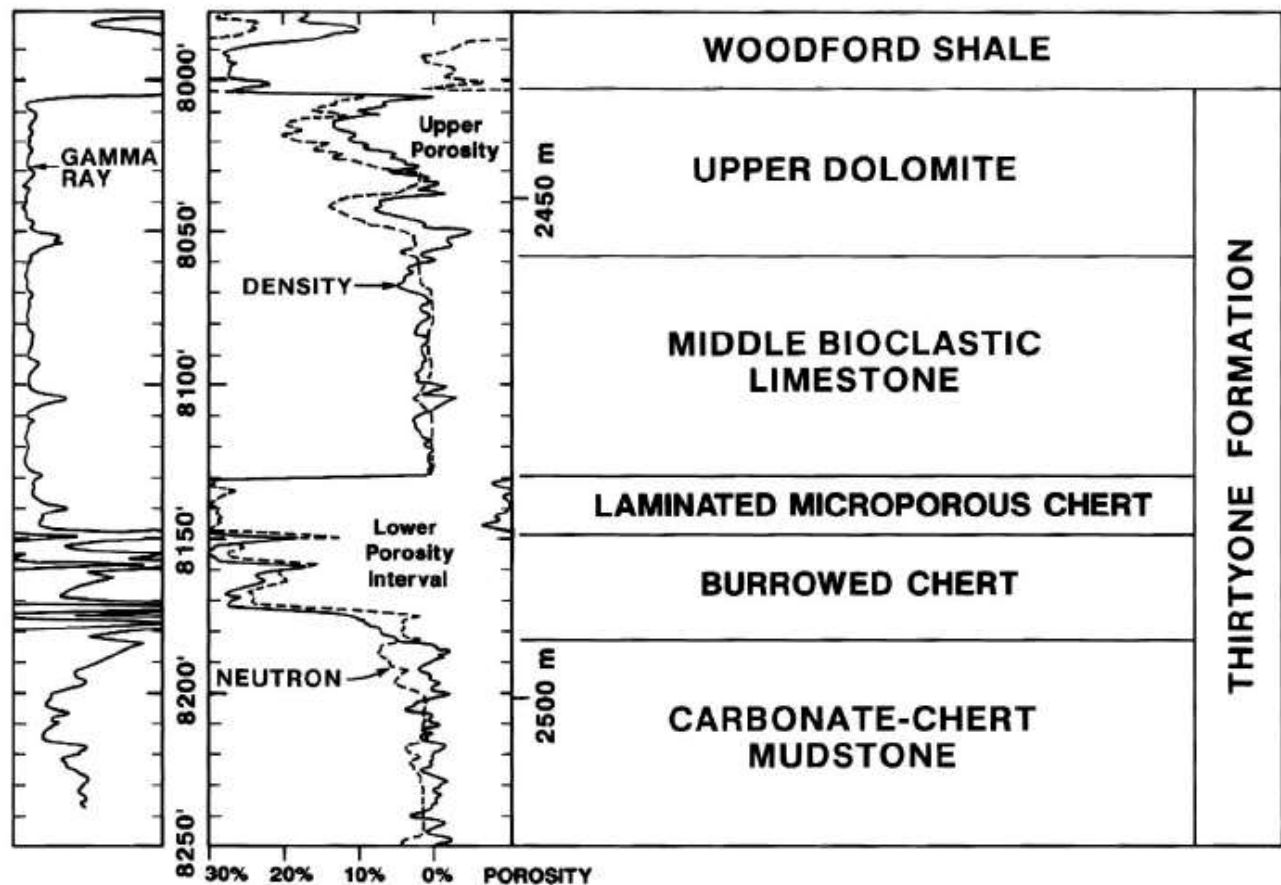 WOODFORD SHALE
8000'
GAMMA
RAY
Upper
Porosity
UPPER DOLOMITE
2450 m
8050'
DENSITY
MIDDLE BIOCLASTIC
LIMESTONE
8100'
LAMINATED MICROPOROUS CHERT
8150'
Lower
Porosity
Interval
BURROWED CHERT
THIRTYONE FORMATION
NEUTRON
8200'
2500 m
CARBONATE-CHERT
MUDSTONE
8250'
30% 20% 10% 0% POROSITY